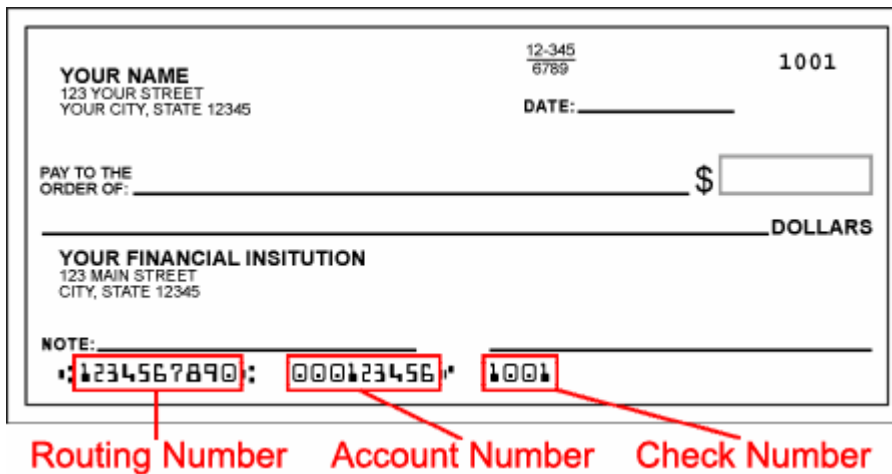 12-345
6789
1001
YOUR NAME
123 YOUR STREET
YOUR CITY, STATE 12345
DATE:
PAY TO THE
ORDER OF:
$
DOLLARS
YOUR FINANCIAL INSITUTION
123 MAIN STREET
CITY, STATE 12345
NOTE:
⑆1234567890⑆ 000123456⑈ 1001
Routing Number Account Number Check Number